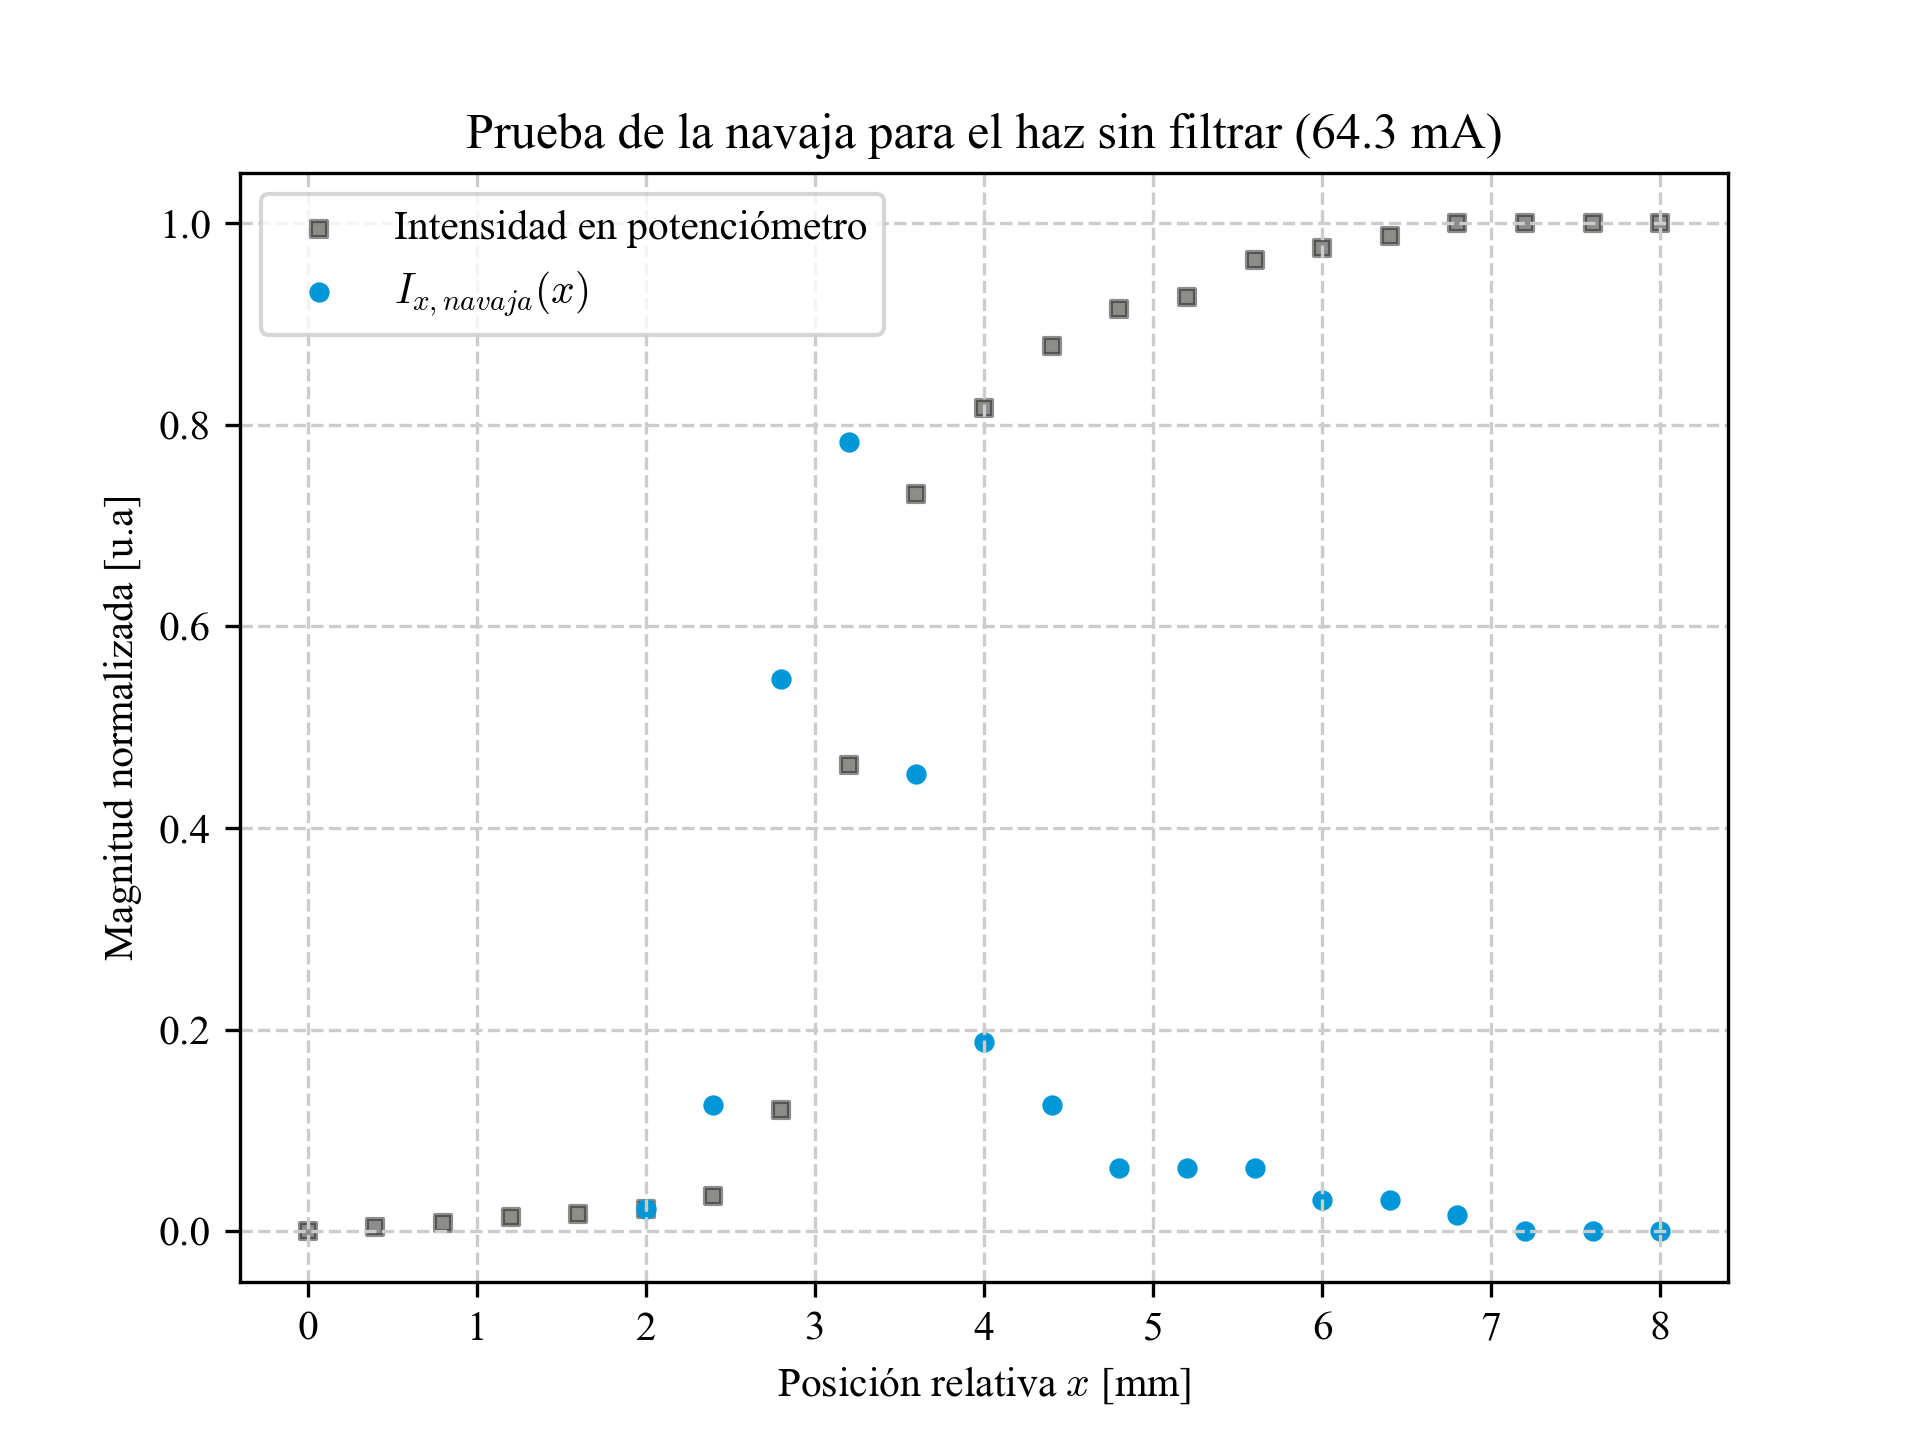 Prueba de la navaja para el haz sin filtrar (64.3 mA)
Intensidad en potenciómetro
I_{x, navaja}(x)
1.0
0.8
0.6
0.4
0.2
0.0
Magnitud normalizada [u.a]
0 1 2 3 4 5 6 7 8
Posición relativa x [mm]